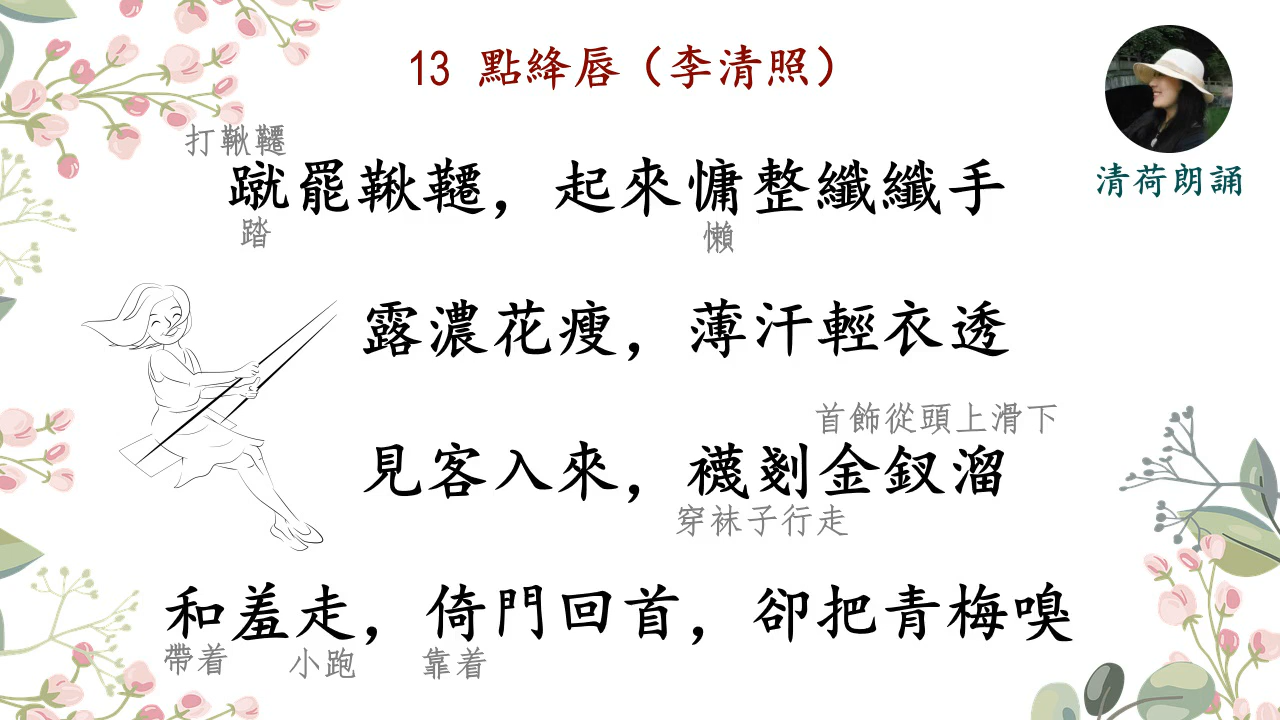 13 點絳唇（李清照）
清荷朗誦
打鞦韆
蹴罷鞦韆，起來慵整纖纖手
踏
懶
露濃花瘦，薄汗輕衣透
首飾從頭上滑下
見客入來，襪剗金釵溜
穿袜子行走
和羞走，倚門回首，卻把青梅嗅
帶着
小跑
靠着